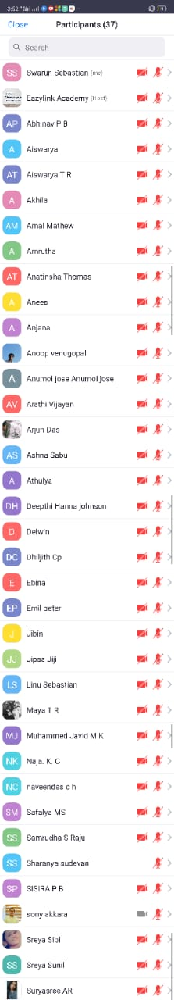 3:52
Close Participants (37)
Search
SS Swarun Sebastian (me)
Eazylink Academy (Host)
AP Abhinav P B
A Aiswarya
AT Aiswarya T R
A Akhila
AM Amal Mathew
A Amrutha
AT Anatinsha Thomas
A Anees
A Anjana
Anoop venugopal
A Anumol jose Anumol jose
AV Arathi Vijayan
Arjun Das
AS Ashna Sabu
A Athulya
DH Deepthi Hanna johnson
D Delwin
DC Dhiljith Cp
E Ebina
EP Emil peter
J Jibin
JJ Jipsa Jiji
LS Linu Sebastian
Maya T R
MJ Muhammed Javid M K
NK Naja. K. C
NC naveendas c h
SM Safalya MS
SS Samrudha S Raju
SS Sharanya sudevan
SP SISIRA P B
sony akkara
Sreya Sibi
SS Sreya Sunil
Suryasree AR